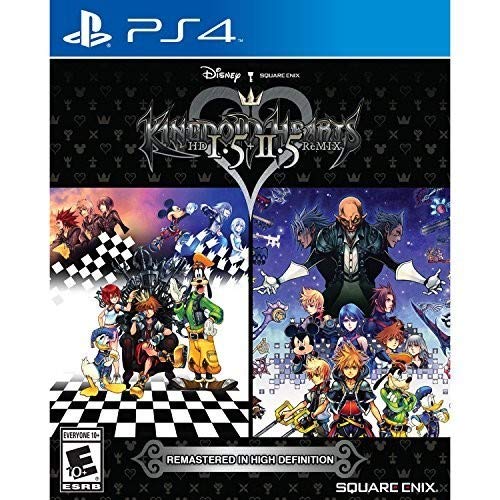 PS4
Disney SQUARE ENIX
KINGDOM HEARTS
HD I.5+II.5 ReMIX
EVERYONE 10+
E
10+
ESRB
REMASTERED IN HIGH DEFINITION
SQUARE ENIX